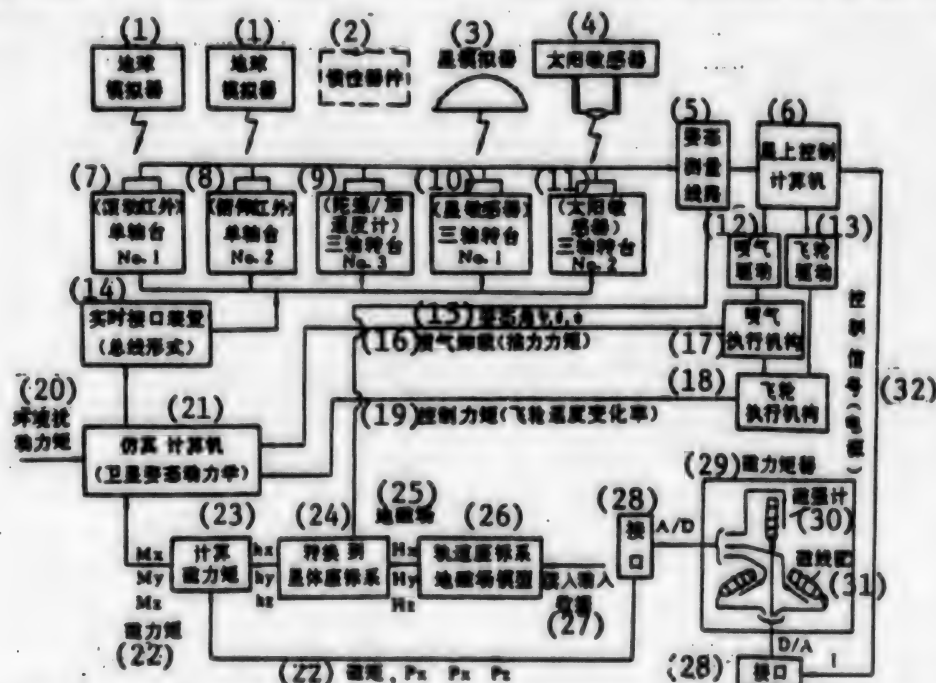 (1)
(1)
(2)
(3)
(4)
地球
模拟器
地球
模拟器
惯性器件
星模拟器
太阳敏感器
(5)
姿态
测量
线路
(6)
星上控制
计算机
(7)
(滚动红外)
单轴台
No. 1
(8)
(俯仰红外)
单轴台
No. 2
(9)
(陀螺/加
速度计)
三轴转台
No. 3
(10)
(星敏感器)
三轴转台
No. 1
(11)
(太阳敏
感器)
三轴转台
No. 2
(12)
喷气
驱动
(13)
飞轮
驱动
(14)
实时接口装置
(总线形式)
(15)
(16) 喷气卸载(推力力矩)
(17)
喷气
执行机构
(18)
飞轮
执行机构
(19) 控制力矩(飞轮速度变化率)
(20)
环境扰
动力矩
(21)
仿真计算机
(卫星姿态动力学)
控制信号(电流)
(32)
(23)
计算
磁力矩
Mx
My
Mz
磁力矩
(22)
(24)
转换到
星体座标系
hx
hy
hz
(25)
地磁场
Hx
Hy
Hz
(26)
轨道座标系
地磁场模型
(27)
(28)
接口
A/D
(29) 磁力矩器
磁强计
(30)
磁线圈
(31)
D/A
(28)
接口
I
(22) 磁矩, Px Px Pz